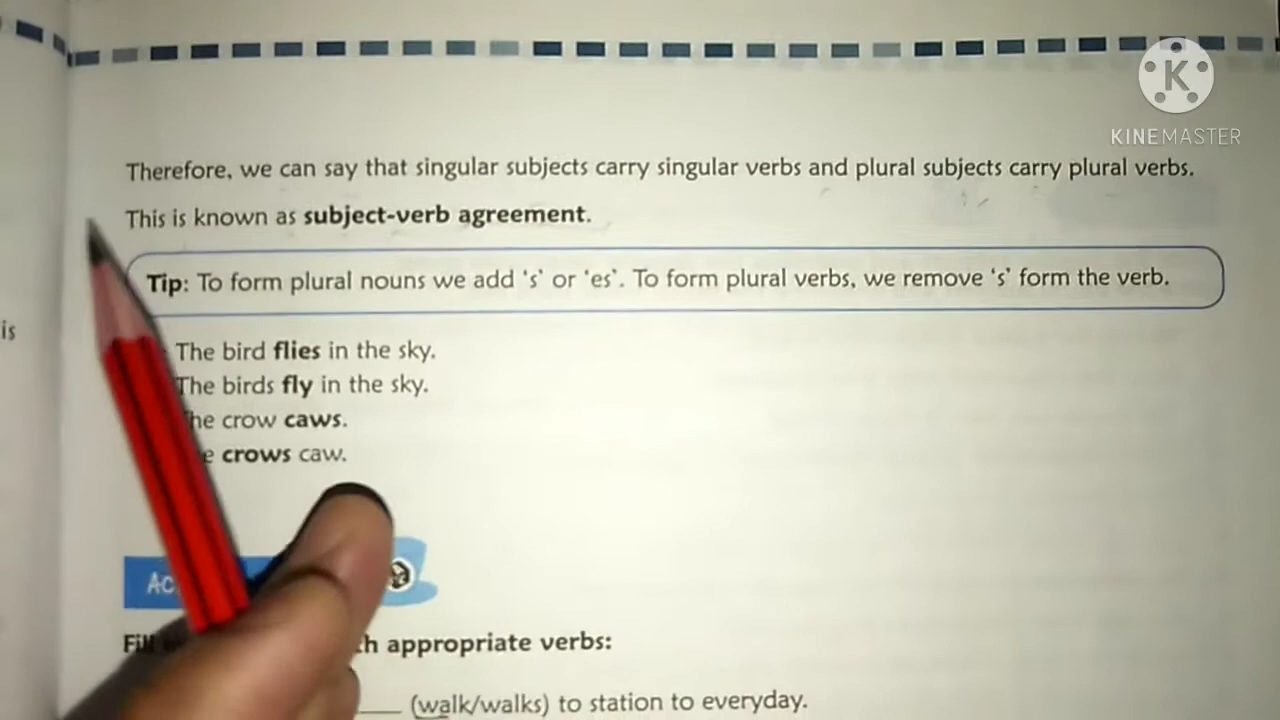 KINEMASTER
Therefore, we can say that singular subjects carry singular verbs and plural subjects carry plural verbs.
This is known as subject-verb agreement.
Tip: To form plural nouns we add 's' or 'es'. To form plural verbs, we remove 's' form the verb.
is
The bird flies in the sky.
The birds fly in the sky.
he crow caws.
crows caw.
appropriate verbs:
(walk/walks) to station to everyday.